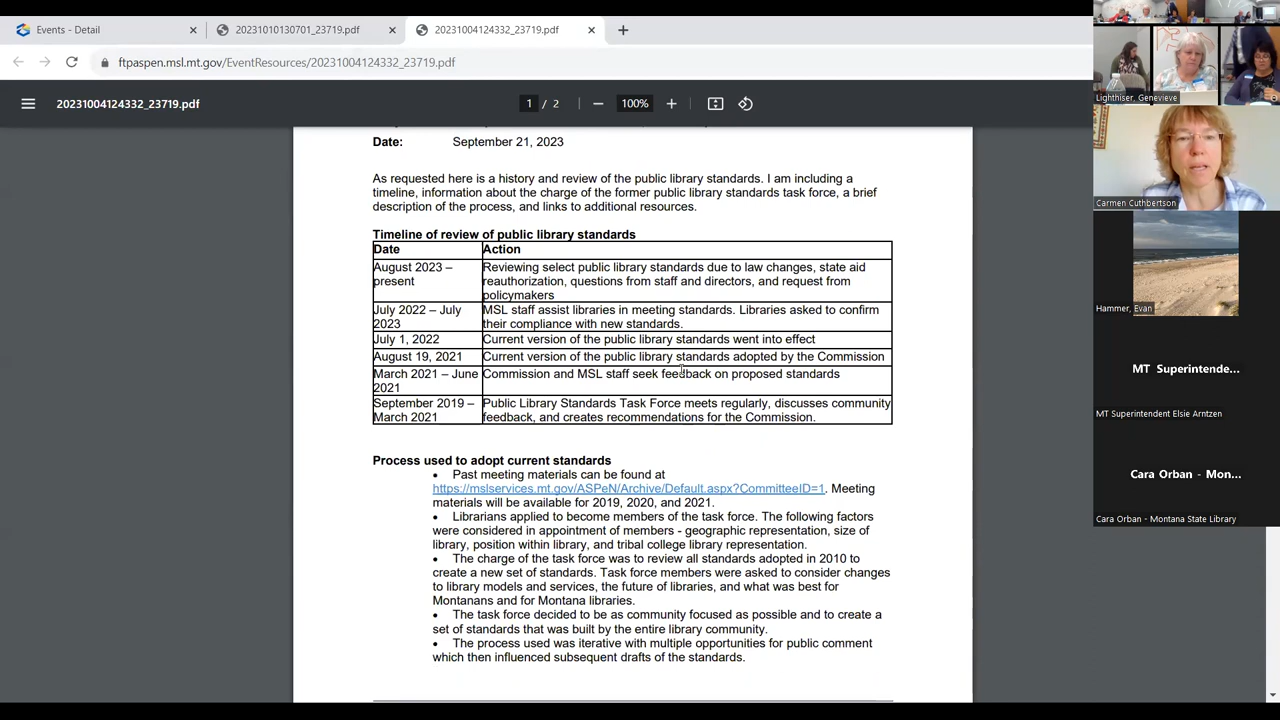 Events - Detail
20231010130701_23719.pdf
20231004124332_23719.pdf
ftpaspen.msl.mt.gov/EventResources/20231004124332_23719.pdf
20231004124332_23719.pdf
1 / 2
100%
Date: September 21, 2023
As requested here is a history and review of the public library standards. I am including a
timeline, information about the charge of the former public library standards task force, a brief
description of the process, and links to additional resources.
Timeline of review of public library standards
Date Action
August 2023 – Reviewing select public library standards due to law changes, state aid
present reauthorization, questions from staff and directors, and request from
policymakers
July 2022 – July MSL staff assist libraries in meeting standards. Libraries asked to confirm
2023 their compliance with new standards.
July 1, 2022 Current version of the public library standards went into effect
August 19, 2021 Current version of the public library standards adopted by the Commission
March 2021 – June Commission and MSL staff seek feedback on proposed standards
2021
September 2019 – Public Library Standards Task Force meets regularly, discusses community
March 2021 feedback, and creates recommendations for the Commission.
Process used to adopt current standards
• Past meeting materials can be found at
https://mslservices.mt.gov/ASPeN/Archive/Default.aspx?CommitteeID=1. Meeting
materials will be available for 2019, 2020, and 2021.
• Librarians applied to become members of the task force. The following factors
were considered in appointment of members - geographic representation, size of
library, position within library, and tribal college library representation.
• The charge of the task force was to review all standards adopted in 2010 to
create a new set of standards. Task force members were asked to consider changes
to library models and services, the future of libraries, and what was best for
Montanans and for Montana libraries.
• The task force decided to be as community focused as possible and to create a
set of standards that was built by the entire library community.
• The process used was iterative with multiple opportunities for public comment
which then influenced subsequent drafts of the standards.
Lighthiser, Genevieve
Carmen Cuthbertson
Hammer, Evan
MT Superintende...
MT Superintendent Elsie Arntzen
Cara Orban - Mon...
Cara Orban - Montana State Library